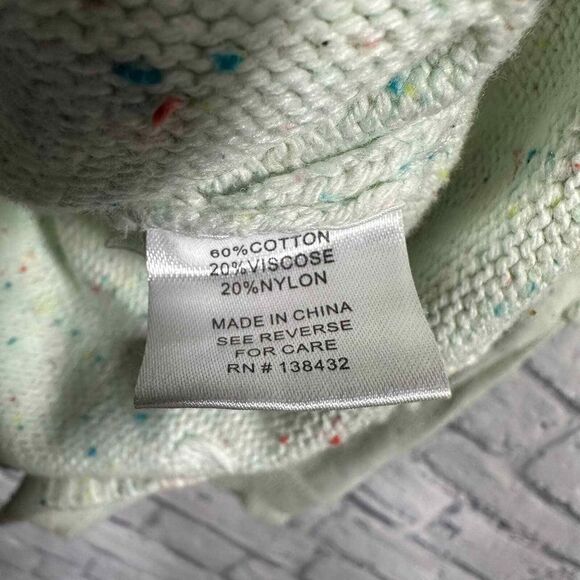 60%COTTON
20%VISCOSE
20%NYLON
MADE IN CHINA
SEE REVERSE
FOR CARE
RN # 138432